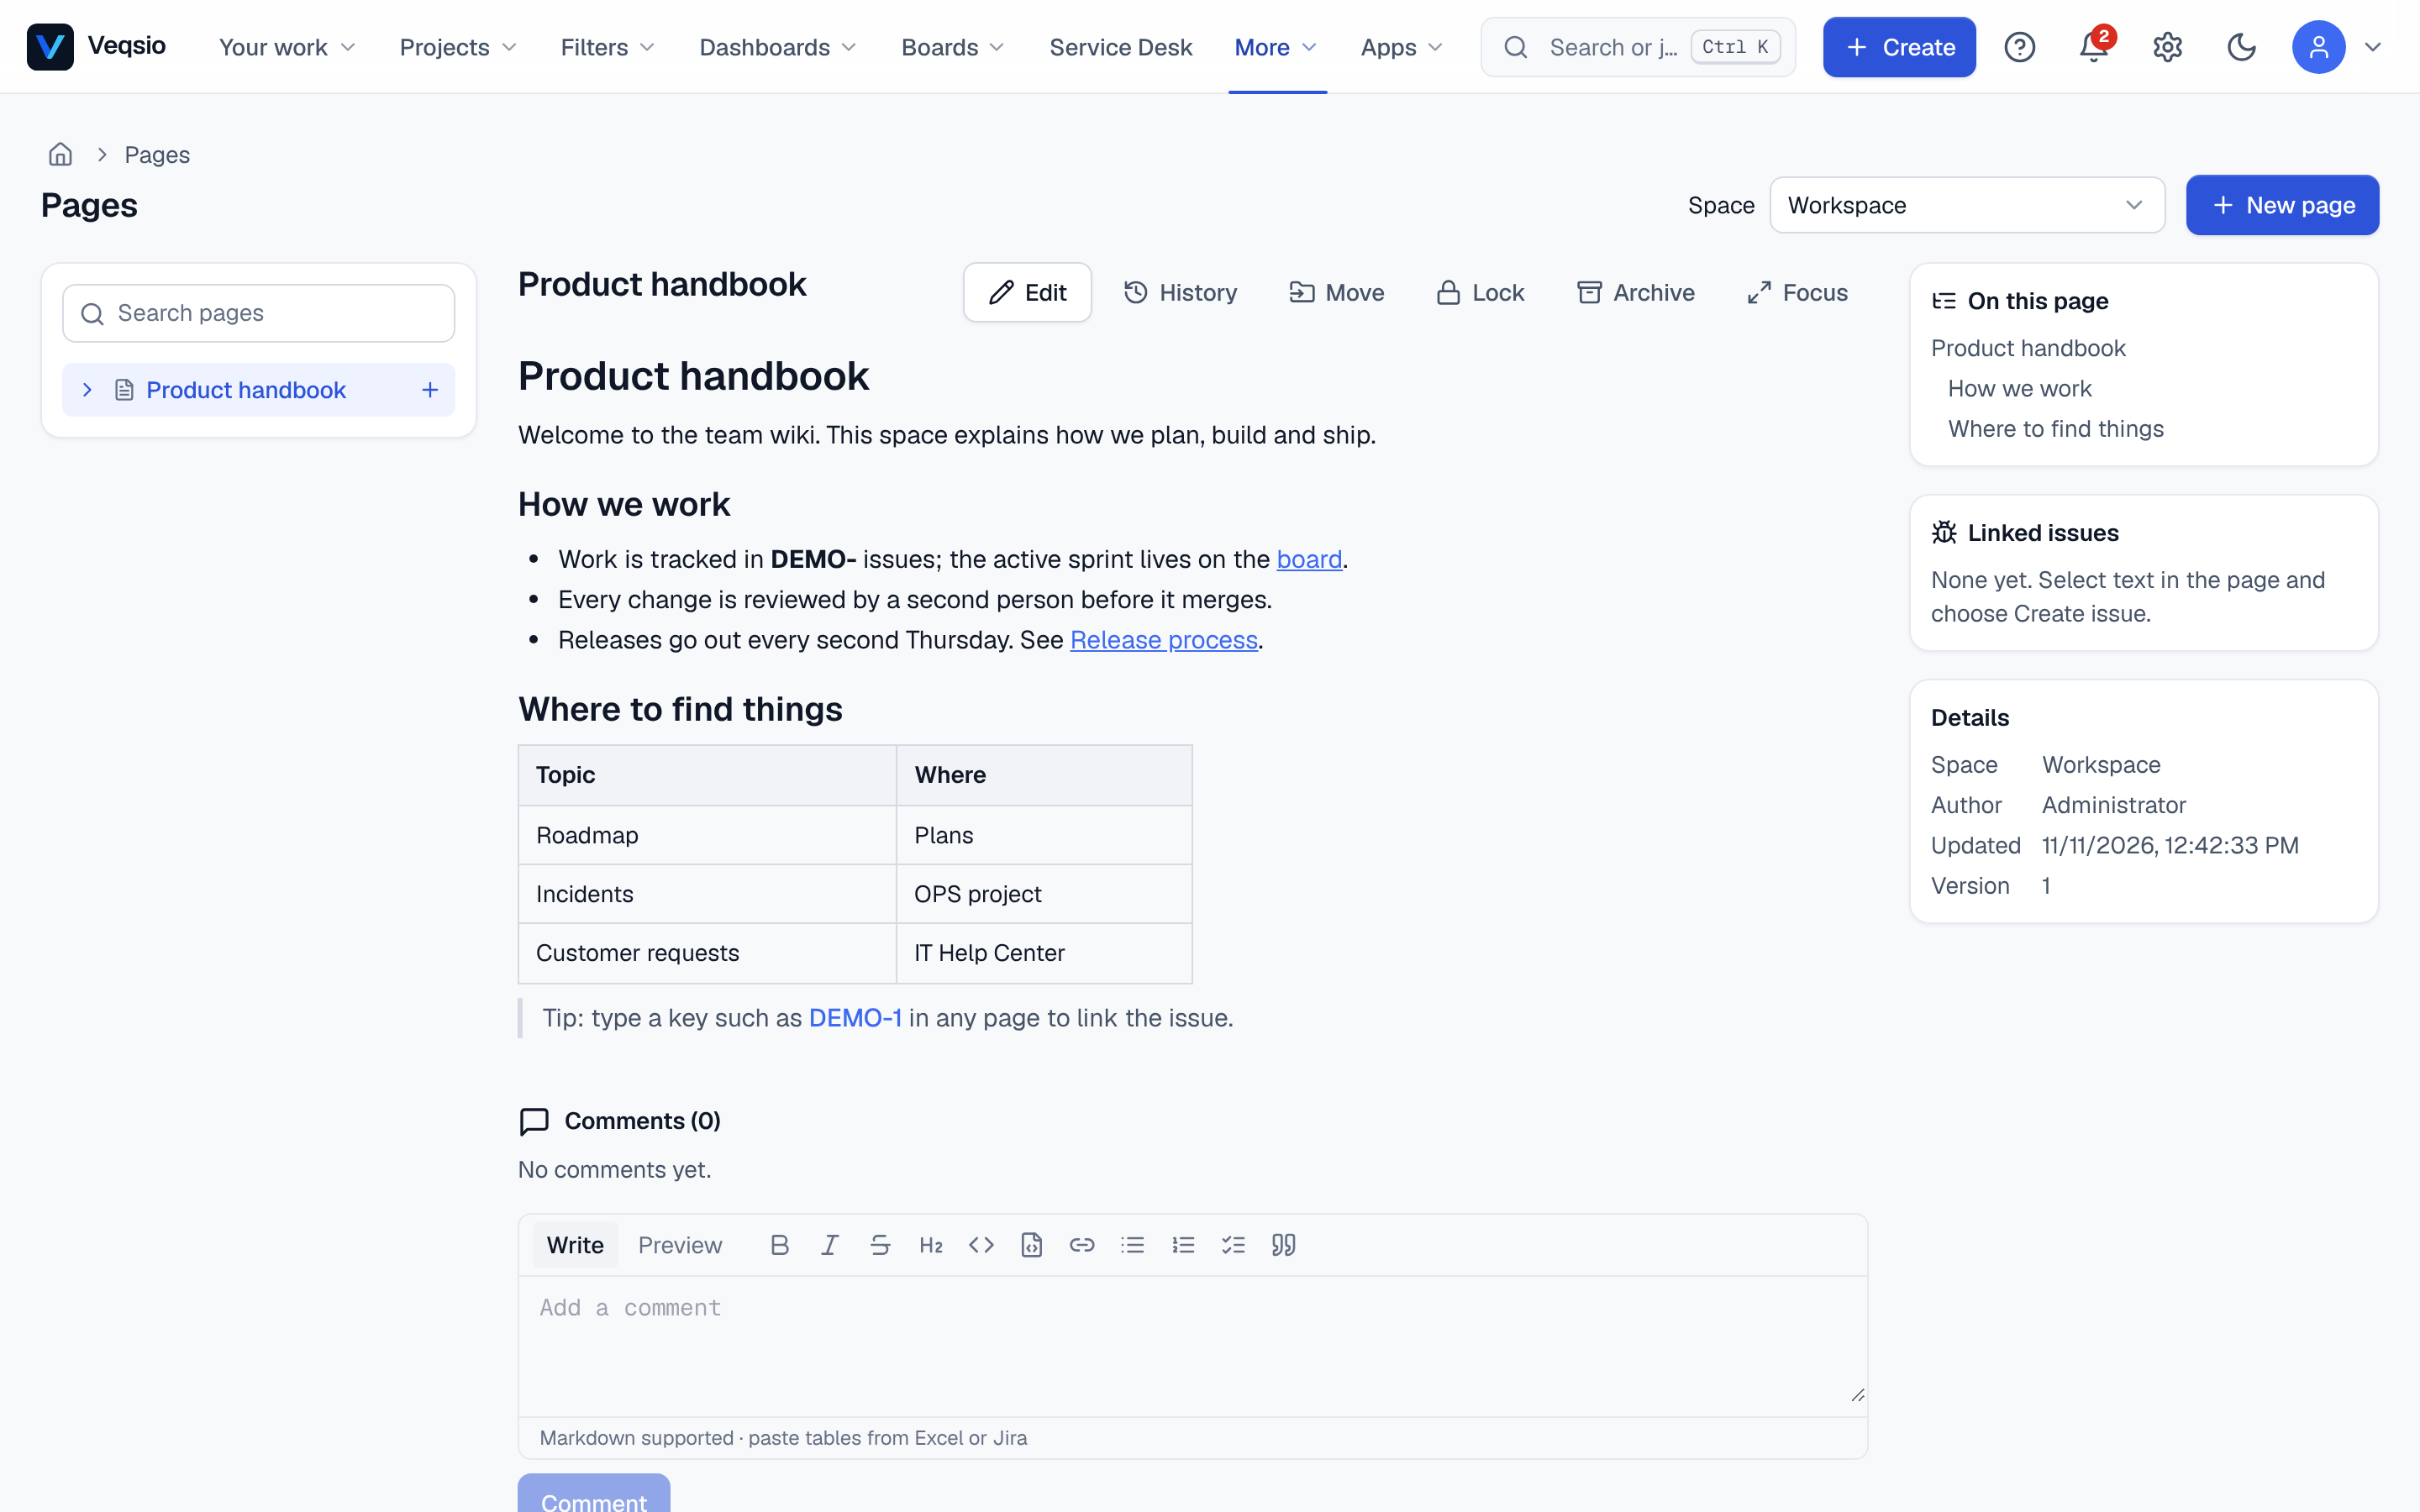 Veqsio
Your work
Projects
Filters
Dashboards
Boards
Service Desk
More
Apps
Search or j...
Ctrl K
Create
2
Pages
Pages
Space
Workspace
New page
Search pages
Product handbook
Product handbook
Edit
History
Move
Lock
Archive
Focus
Product handbook
Welcome to the team wiki. This space explains how we plan, build and ship.
How we work
Work is tracked in DEMO- issues; the active sprint lives on the board.
Every change is reviewed by a second person before it merges.
Releases go out every second Thursday. See Release process.
Where to find things
Topic Where
Roadmap Plans
Incidents OPS project
Customer requests IT Help Center
Tip: type a key such as DEMO-1 in any page to link the issue.
Comments (0)
No comments yet.
Write
Preview
H2
Add a comment
Markdown supported · paste tables from Excel or Jira
Comment
On this page
Product handbook
How we work
Where to find things
Linked issues
None yet. Select text in the page and
choose Create issue.
Details
Space Workspace
Author Administrator
Updated 11/11/2026, 12:42:33 PM
Version 1